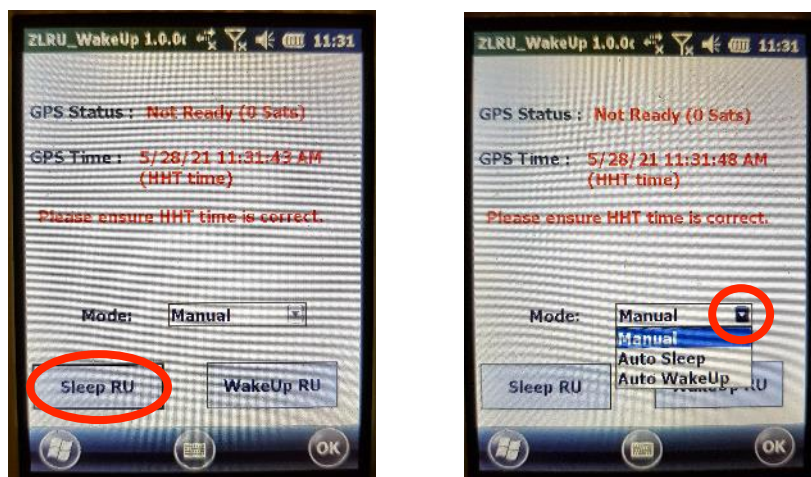 ZLRU_WakeUp 1.0.0( 11:31
GPS Status : Not Ready (0 Sats)
GPS Time : 5/28/21 11:31:43 AM
(HHT time)
Please ensure HHT time is correct.
Mode: Manual
Sleep RU WakeUp RU
OK
ZLRU_WakeUp 1.0.0( 11:31
GPS Status : Not Ready (0 Sats)
GPS Time : 5/28/21 11:31:48 AM
(HHT time)
Please ensure HHT time is correct.
Mode: Manual
Manual
Auto Sleep
Auto WakeUp
Sleep RU RU
OK